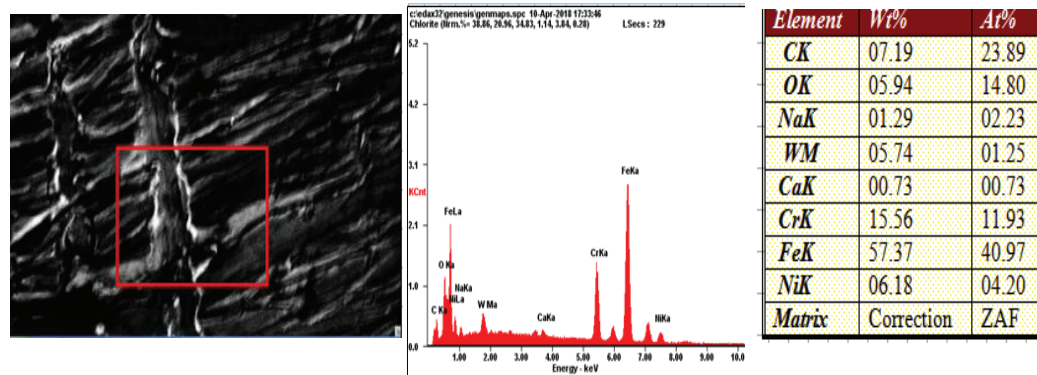 c:\edax32\genesis\genmaps.spc 10-Apr-2018 17:33:46
Chlorite (Nrm.%= 38.86, 20.96, 34.83, 1.14, 3.84, 0.28) LSecs : 229
5.2
4.2
3.1
KCnt
2.1
1.0
0.0
FeKa
FeLa
CrKa
O Ka
NaKa
NiLa
C Ka
W Ma
CaKa
NiKa
1.00 2.00 3.00 4.00 5.00 6.00 7.00 8.00 9.00 10.0
Energy - keV
Element Wt% At%
CK 07.19 23.89
OK 05.94 14.80
NaK 01.29 02.23
WM 05.74 01.25
CaK 00.73 00.73
CrK 15.56 11.93
FeK 57.37 40.97
NiK 06.18 04.20
Matrix Correction ZAF